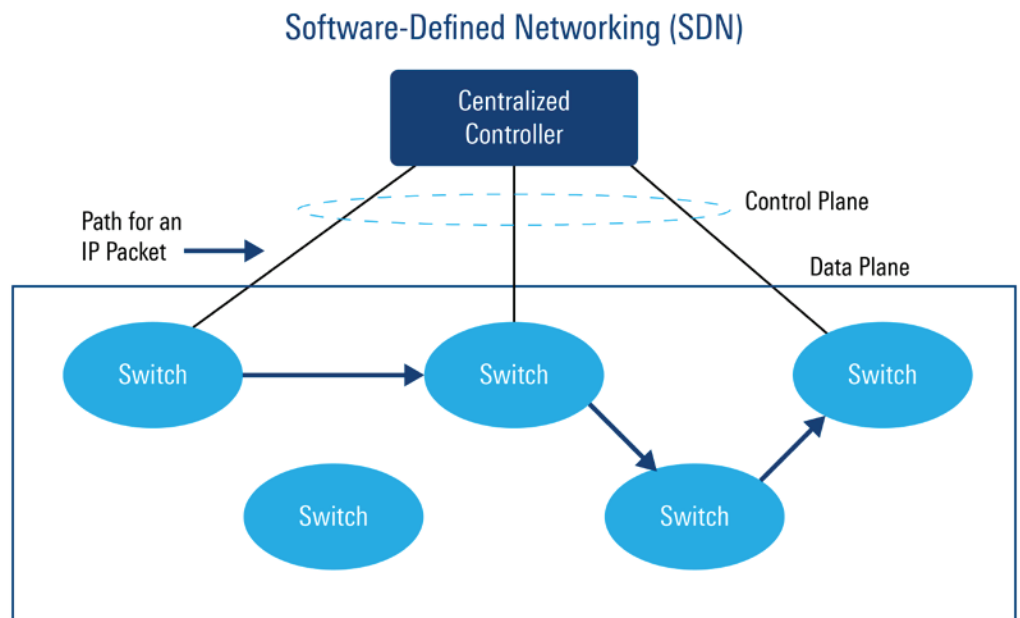 Software-Defined Networking (SDN)
Centralized
Controller
Control Plane
Path for an
IP Packet
Data Plane
Switch
Switch
Switch
Switch
Switch